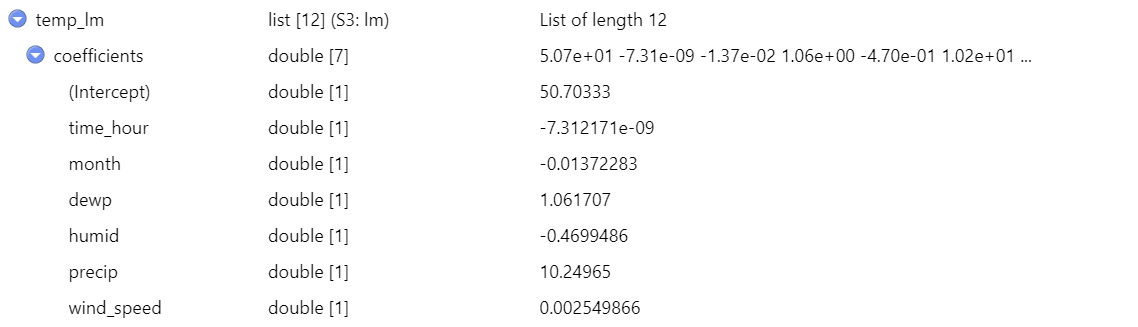 temp_lm list [12] (S3: lm) List of length 12
coefficients double [7] 5.07e+01 -7.31e-09 -1.37e-02 1.06e+00 -4.70e-01 1.02e+01 ...
(Intercept) double [1] 50.70333
time_hour double [1] -7.312171e-09
month double [1] -0.01372283
dewp double [1] 1.061707
humid double [1] -0.4699486
precip double [1] 10.24965
wind_speed double [1] 0.002549866